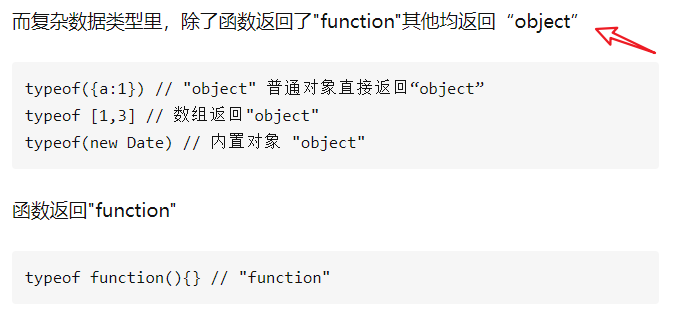 而复杂数据类型里，除了函数返回了"function"其他均返回“object”
typeof({a:1}) // "object" 普通对象直接返回“object”
typeof [1,3] // 数组返回"object"
typeof(new Date) // 内置对象 "object"
函数返回"function"
typeof function(){} // "function"